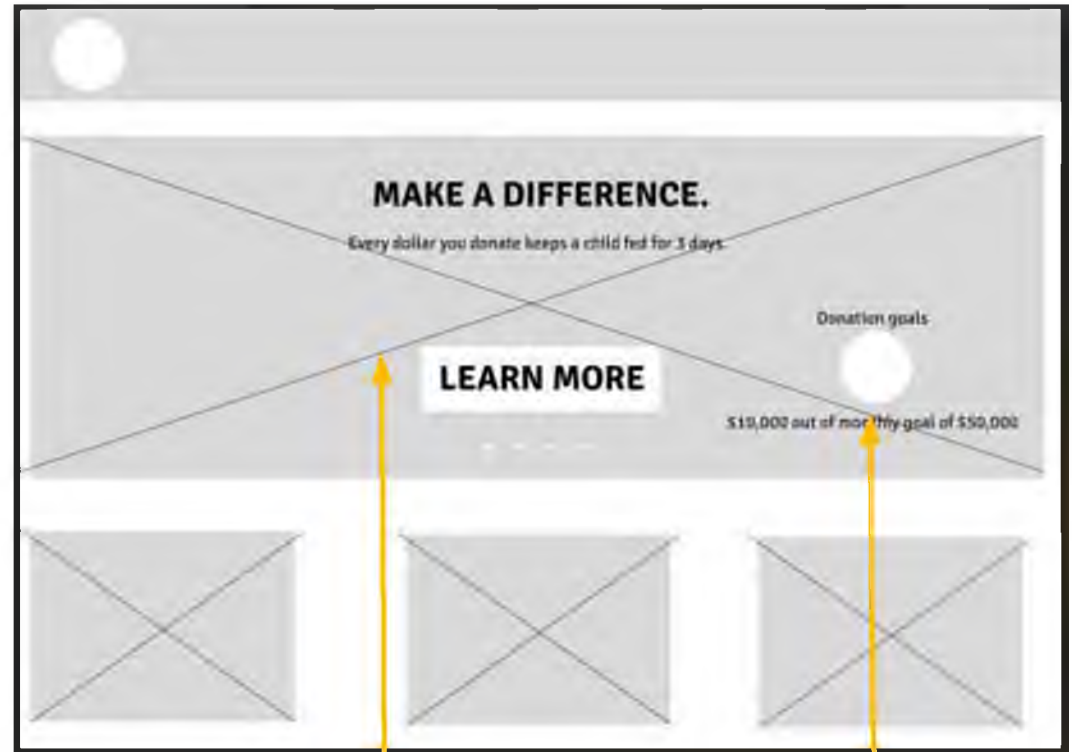 MAKE A DIFFERENCE.
Every dollar you donate keeps a child fed for 3 days
Donation goals
LEARN MORE
$10,000 out of monthly goal of $50,000